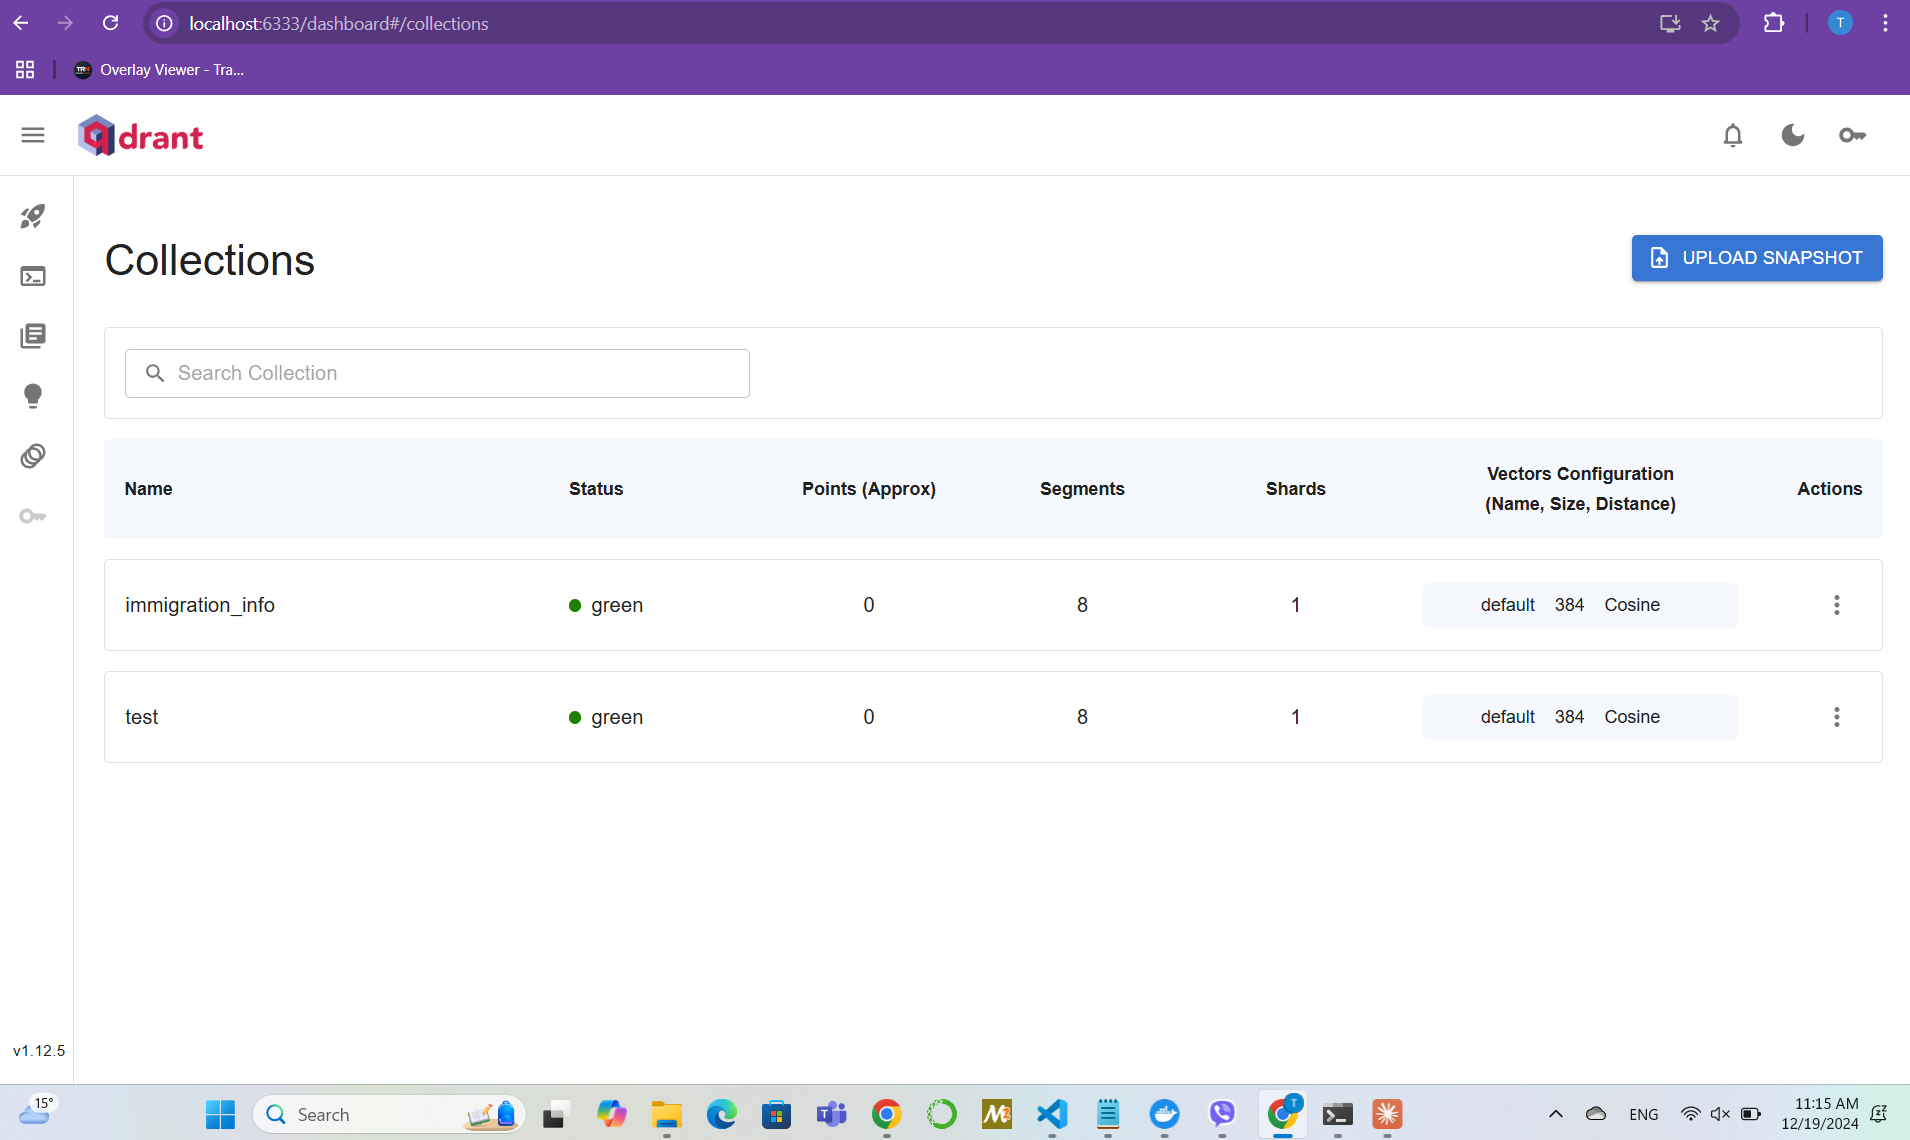 localhost:6333/dashboard#/collections
T
Overlay Viewer - Tra...
qdrant
Collections
UPLOAD SNAPSHOT
Search Collection
Name Status Points (Approx) Segments Shards Vectors Configuration (Name, Size, Distance) Actions
immigration_info green 0 8 1 default 384 Cosine
test green 0 8 1 default 384 Cosine
v1.12.5
15°
Search
T
ENG
11:15 AM
12/19/2024